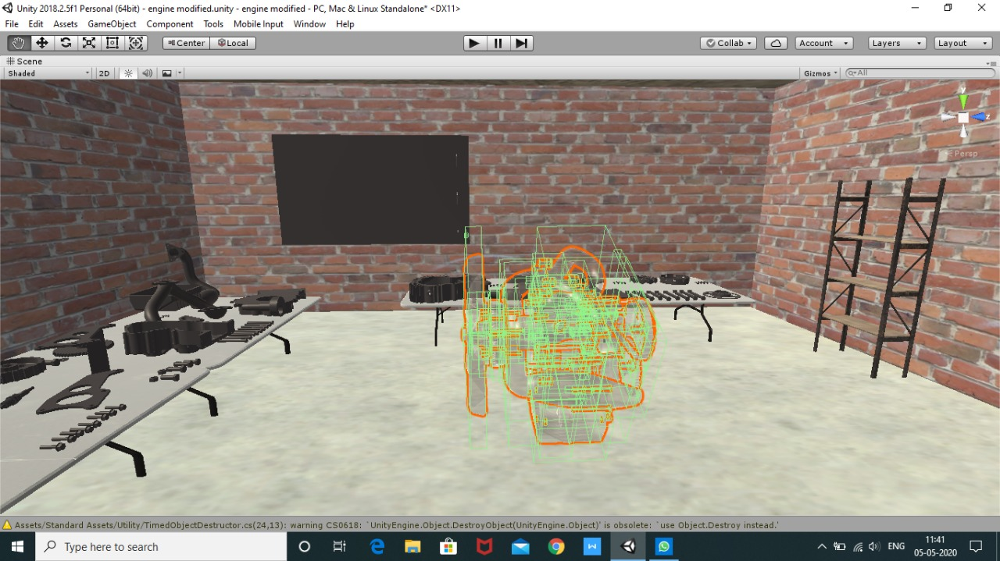 Unity 2018.2.5f1 Personal (64bit) - engine modified.unity - engine modified - PC, Mac & Linux Standalone* <DX11>
File Edit Assets GameObject Component Tools Mobile Input Window Help
Center Local Collab Account Layers Layout
Scene
Shaded 2D Gizmos All
y
z
Persp
Assets/Standard Assets/Utility/TimedObjectDestructor.cs(24,13): warning CS0618: `UnityEngine.Object.DestroyObject(UnityEngine.Object)' is obsolete: `use Object.Destroy instead.'
Type here to search
ENG
11:41
05-05-2020